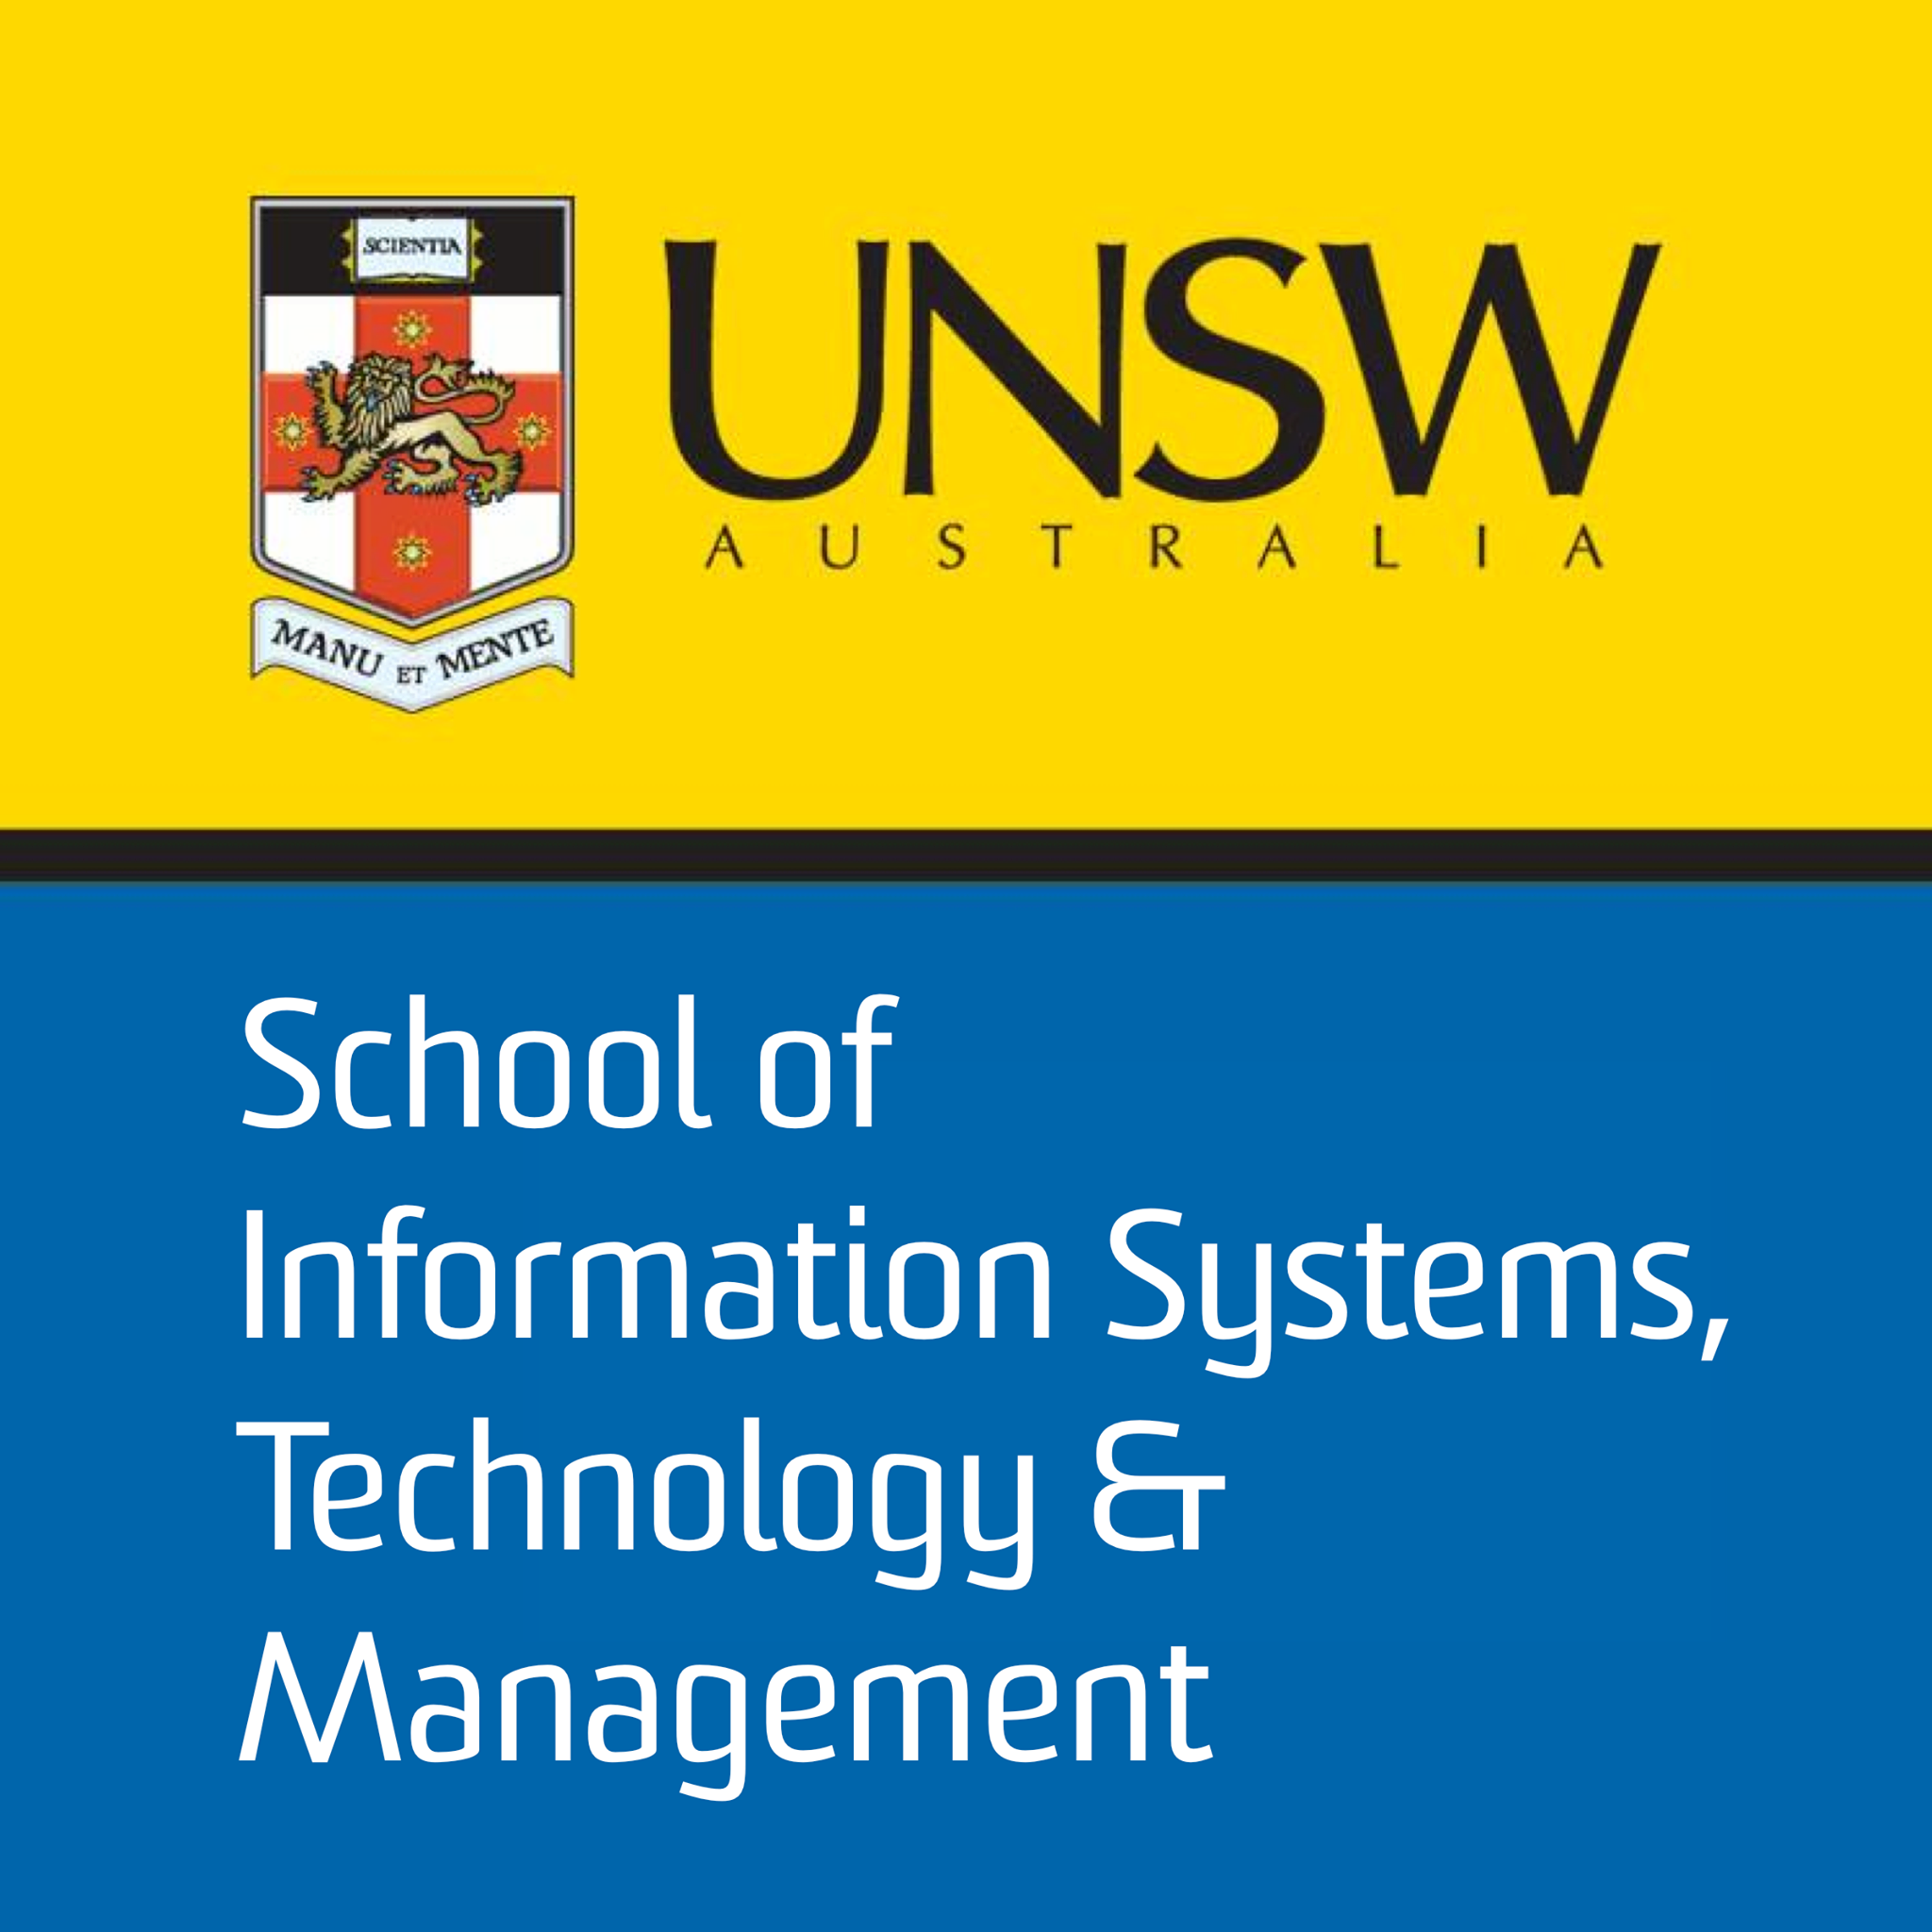 SCIENTIA
MANU ET MENTE
UNSW
AUSTRALIA
School of
Information Systems,
Technology &
Management